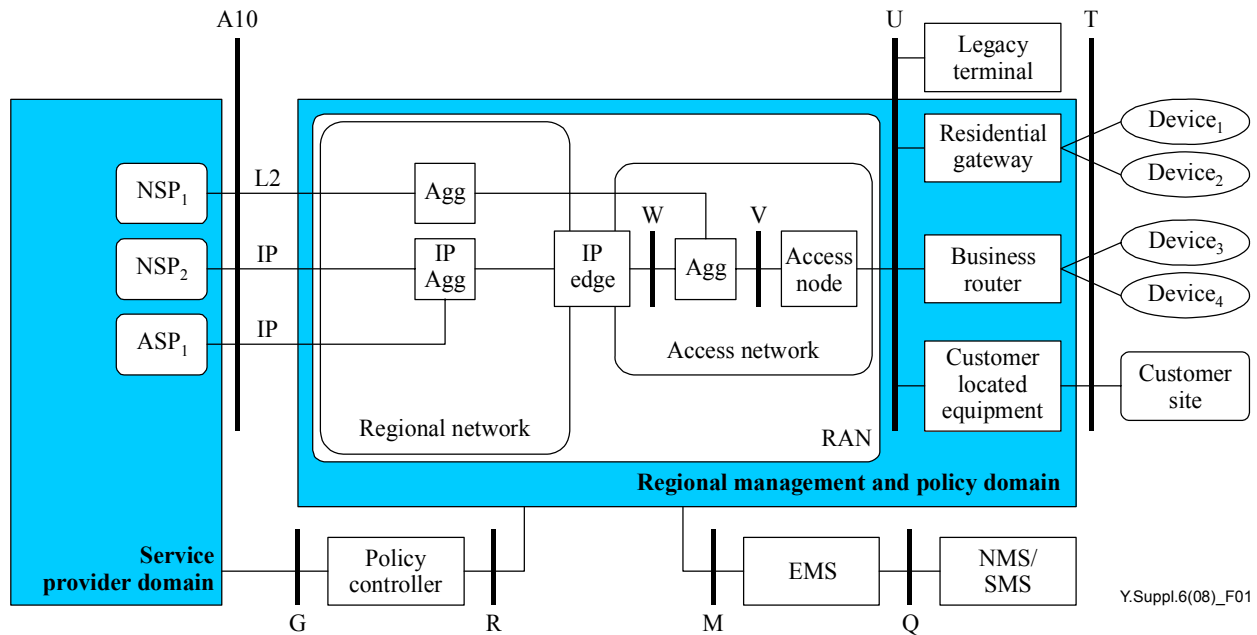 A10
U
T
Legacy
terminal
Residential
gateway
Device1
Device2
NSP1
L2
Agg
W
V
NSP2
IP
IP
Agg
IP
edge
Agg
Access
node
Business
router
Device3
Device4
ASP1
IP
Access network
Customer
located
equipment
Customer
site
Regional network
RAN
Regional management and policy domain
Service
provider domain
Policy
controller
EMS
NMS/
SMS
G
R
M
Q
Y.Suppl.6(08)_F01